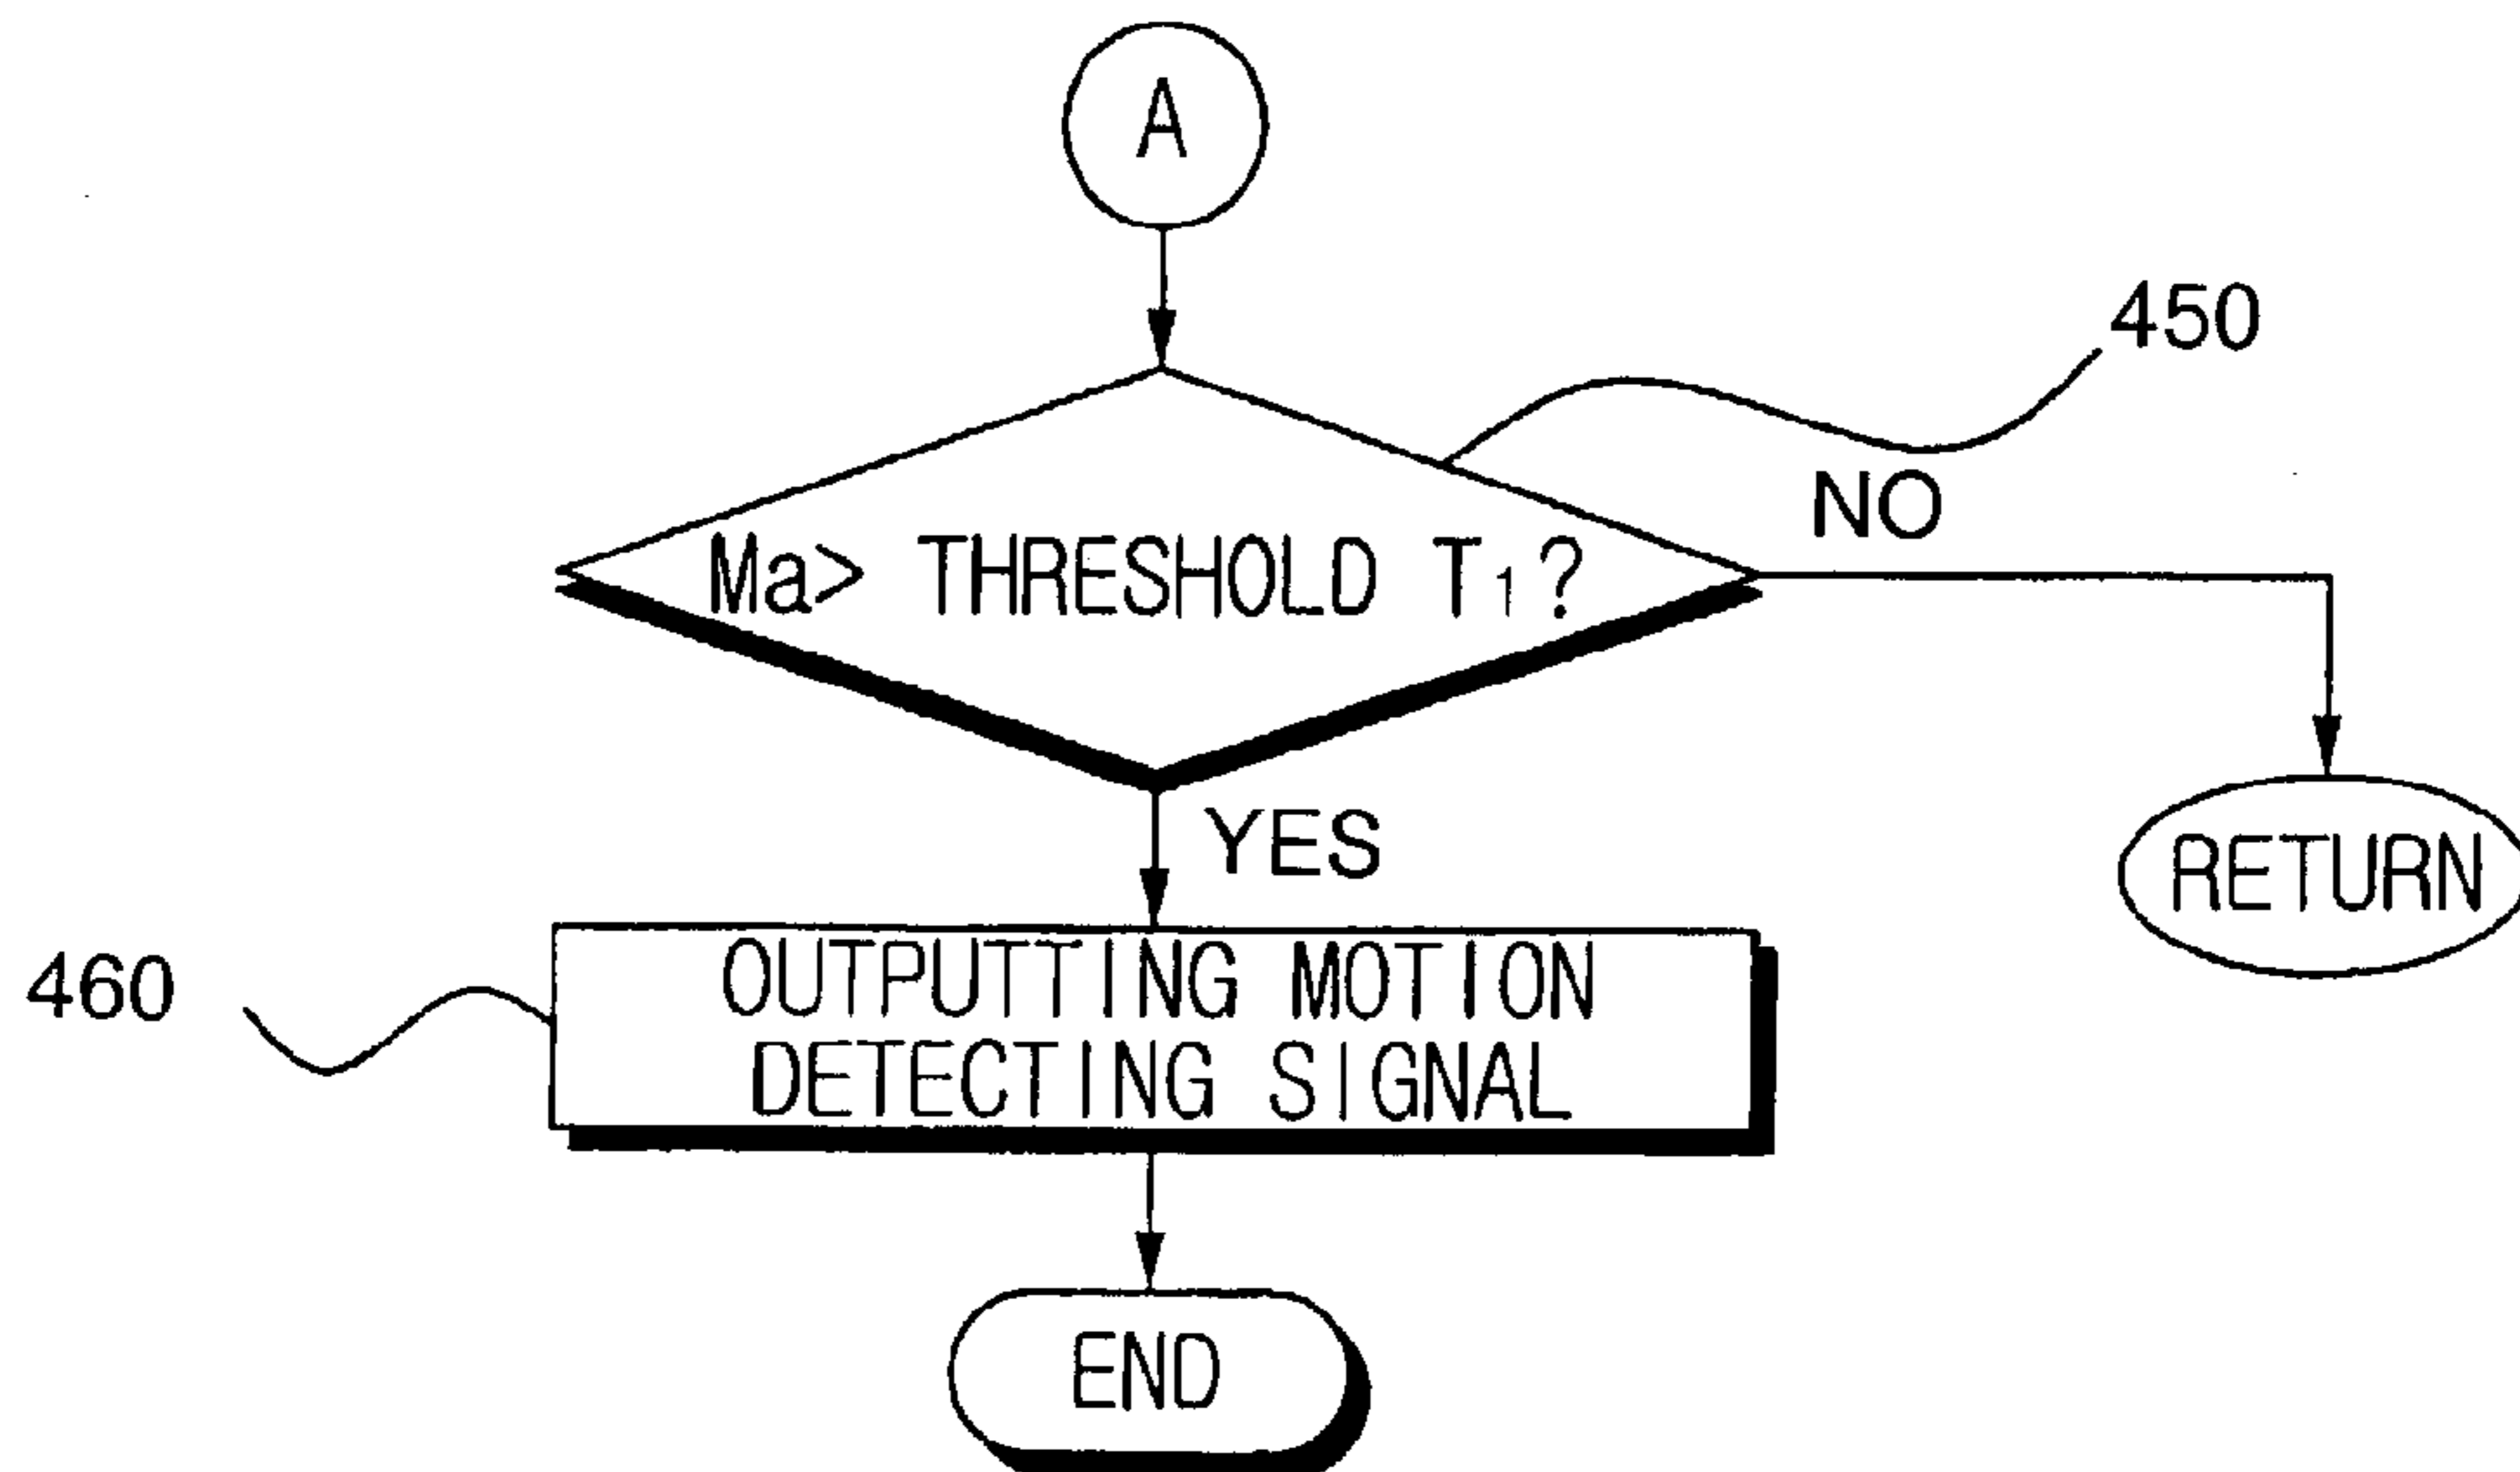 A
450
Ma> THRESHOLD T₁ ?
NO
YES
RETURN
460
OUTPUTTING MOTION
DETECTING SIGNAL
END